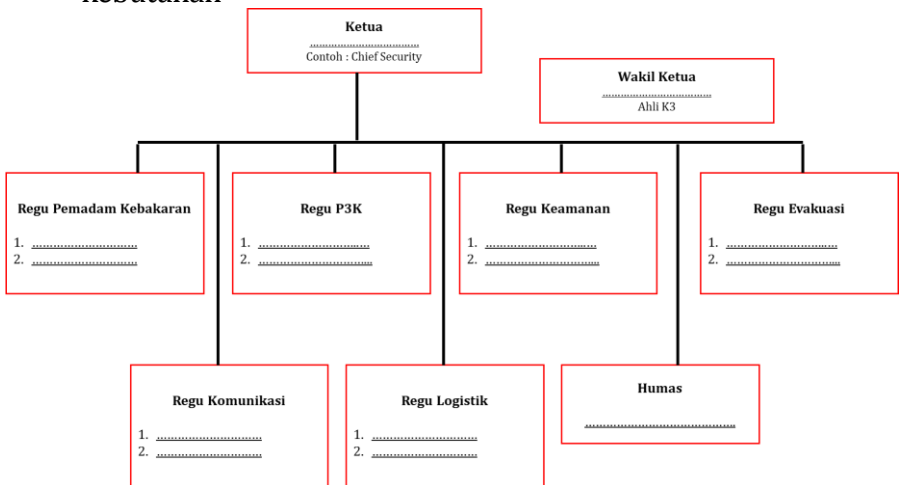 Ketua
........................................
Contoh : Chief Security
Wakil Ketua
........................................
Ahli K3
Regu Pemadam Kebakaran
1. ..............................
2. ..............................
Regu P3K
1. ..............................
2. ..............................
Regu Keamanan
1. ..............................
2. ..............................
Regu Evakuasi
1. ..............................
2. ..............................
Regu Komunikasi
1. ..............................
2. ..............................
Regu Logistik
1. ..............................
2. ..............................
Humas
........................................